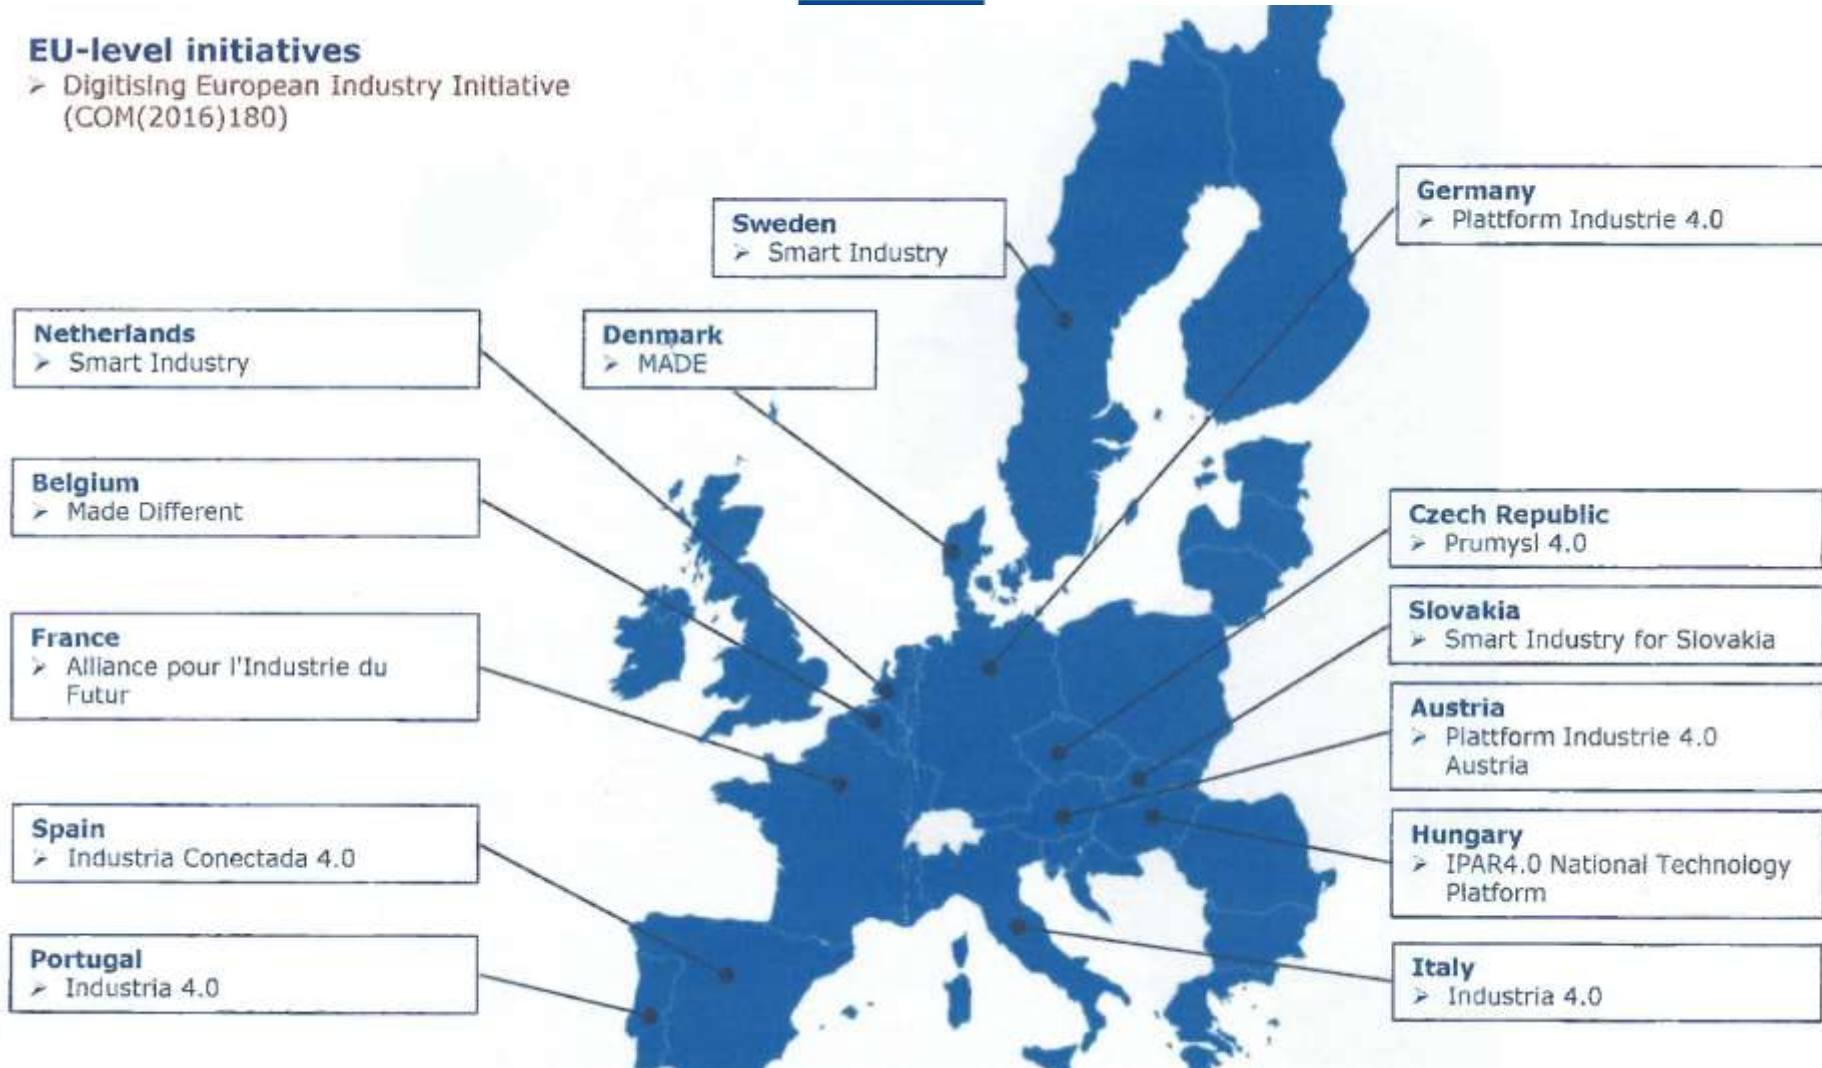 EU-level initiatives
➢ Digitising European Industry Initiative
(COM(2016)180)
Sweden
➢ Smart Industry
Germany
➢ Plattform Industrie 4.0
Netherlands
➢ Smart Industry
Denmark
➢ MADE
Belgium
➢ Made Different
Czech Republic
➢ Prumysl 4.0
Slovakia
➢ Smart Industry for Slovakia
France
➢ Alliance pour l'Industrie du
Futur
Austria
➢ Plattform Industrie 4.0
Austria
Spain
➢ Industria Conectada 4.0
Hungary
➢ IPAR4.0 National Technology
Platform
Portugal
➢ Industria 4.0
Italy
➢ Industria 4.0